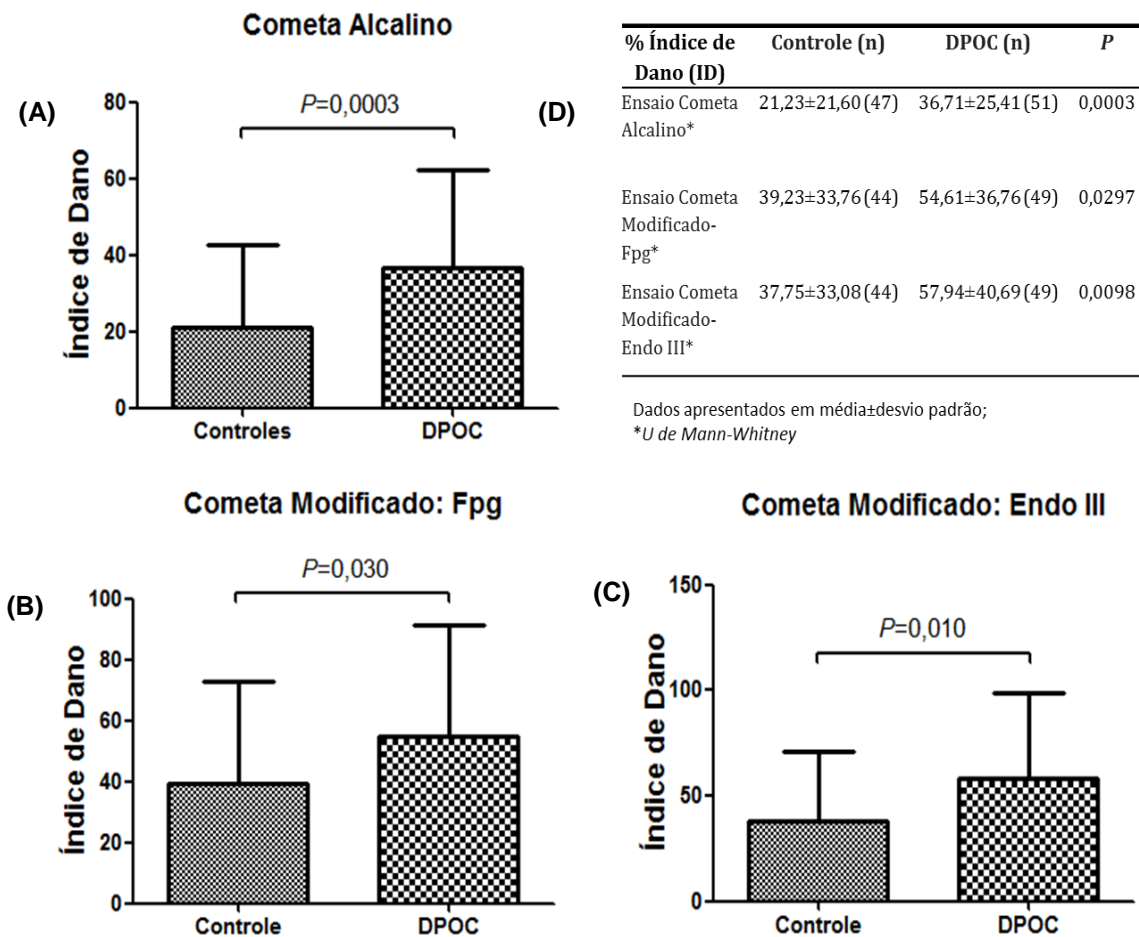 Cometa Alcalino
(A)
P=0,0003
Índice de Dano
80
60
40
20
0
Controles DPOC
(D)
% Índice de Controle (n) DPOC (n) P
Dano (ID)
Ensaio Cometa 21,23±21,60 (47) 36,71±25,41 (51) 0,0003
Alcalino*
Ensaio Cometa 39,23±33,76 (44) 54,61±36,76 (49) 0,0297
Modificado-
Fpg*
Ensaio Cometa 37,75±33,08 (44) 57,94±40,69 (49) 0,0098
Modificado-
Endo III*
Dados apresentados em média±desvio padrão;
*U de Mann-Whitney
Cometa Modificado: Fpg
(B)
P=0,030
Índice de Dano
100
80
60
40
20
0
Controle DPOC
Cometa Modificado: Endo III
(C)
P=0,010
Índice de Dano
150
100
50
0
Controle DPOC